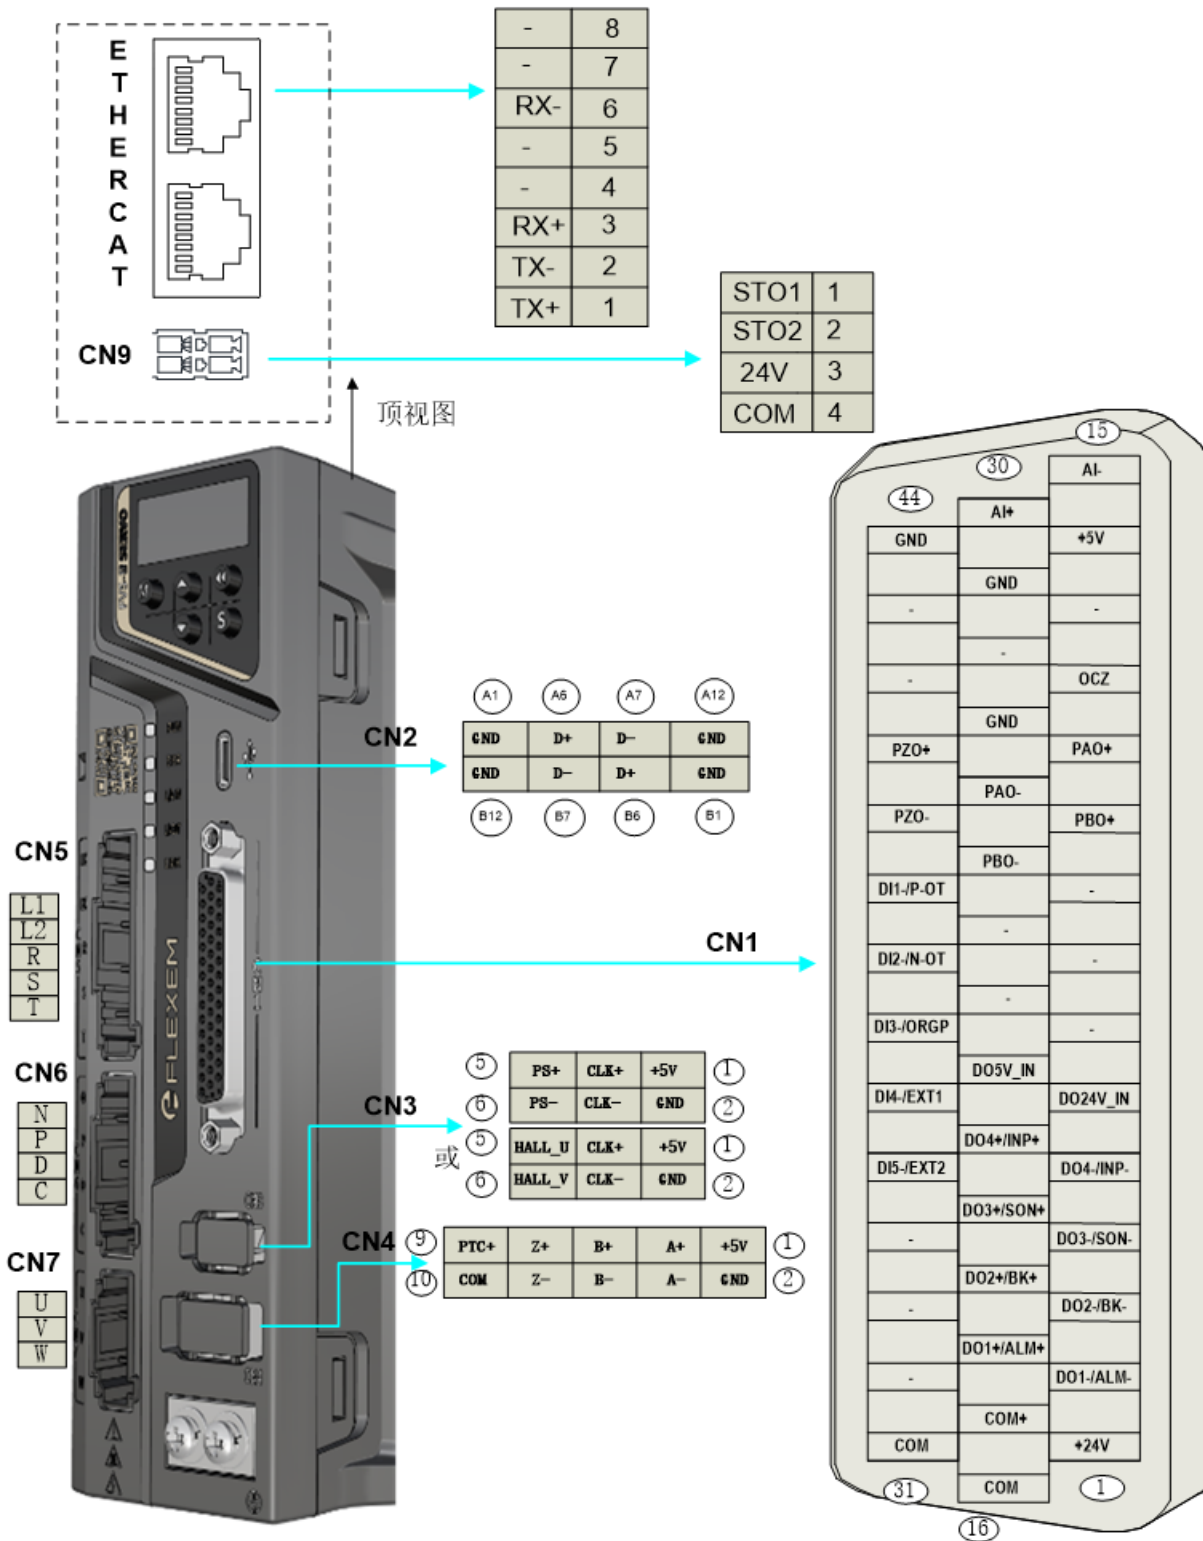 ETHERCAT
- 8
- 7
RX- 6
- 5
- 4
RX+ 3
TX- 2
TX+ 1
CN9
STO1 1
STO2 2
24V 3
COM 4
顶视图
15
30
44
AI-
AI+
GND +5V
GND
- -
-
- OCZ
GND
PZO+ PAO+
PAO-
PZO- PBO+
PBO-
DI1-/P-OT -
-
DI2-/N-OT -
-
DI3-/ORGP -
DO5V_IN
DI4-/EXT1 DO24V_IN
DO4+/INP+
DI5-/EXT2 DO4-/INP-
DO3+/SON+
- DO3-/SON-
DO2+/BK+
- DO2-/BK-
DO1+/ALM+
- DO1-/ALM-
COM+
COM +24V
COM
31 1
16
CN2
A1 A6 A7 A12
GND D+ D- GND
GND D- D+ GND
B12 B7 B6 B1
CN1
CN3
5 PS+ CLK+ +5V 1
6 PS- CLK- GND 2
或
5 HALL_U CLK+ +5V 1
6 HALL_V CLK- GND 2
CN4
9 PTC+ Z+ B+ A+ +5V 1
10 COM Z- B- A- GND 2
CN5
L1
L2
R
S
T
CN6
N
P
D
C
CN7
U
V
W
FLEXEM
S